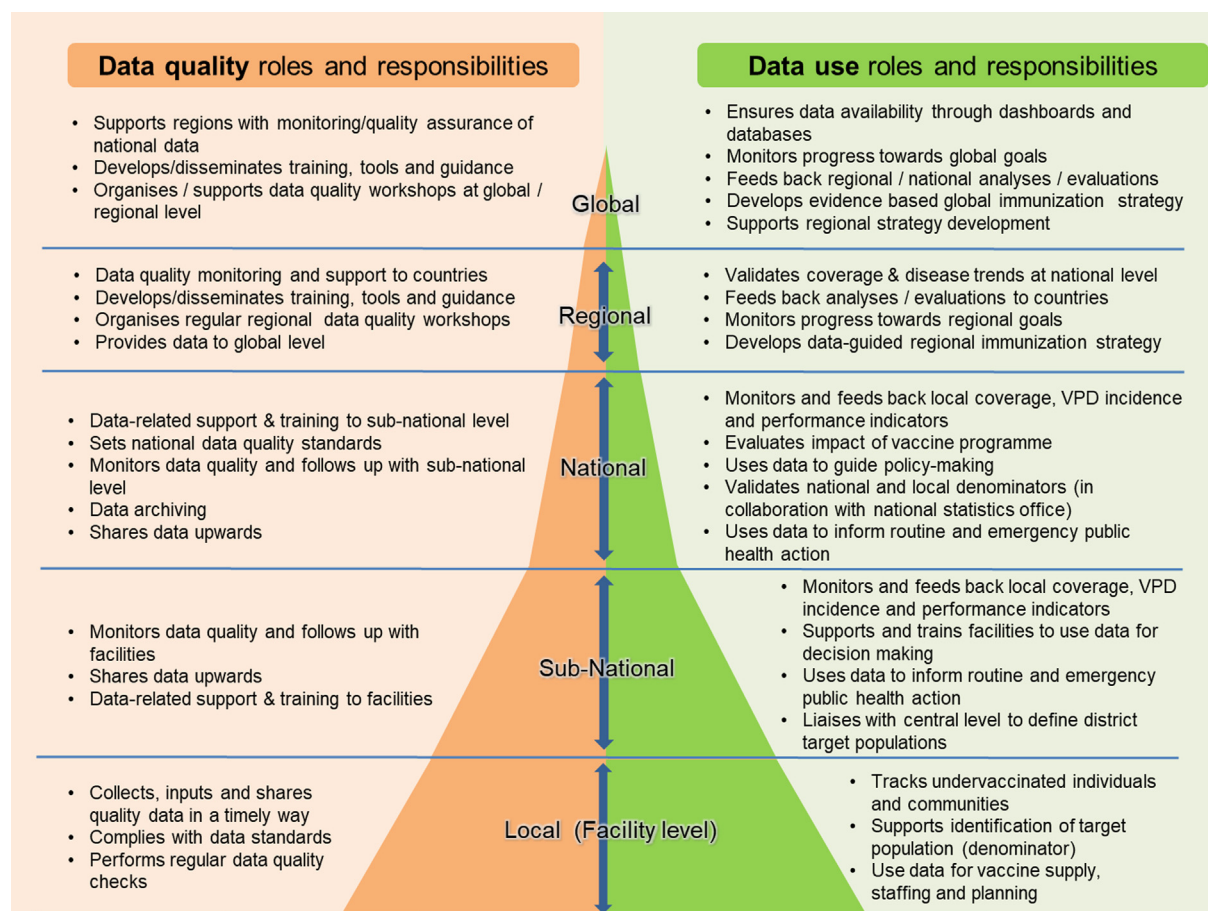 Data quality roles and responsibilities
Data use roles and responsibilities
• Supports regions with monitoring/quality assurance of
national data
• Develops/disseminates training, tools and guidance
• Organises / supports data quality workshops at global /
regional level
Global
• Ensures data availability through dashboards and
databases
• Monitors progress towards global goals
• Feeds back regional / national analyses / evaluations
• Develops evidence based global immunization strategy
• Supports regional strategy development
• Data quality monitoring and support to countries
• Develops/disseminates training, tools and guidance
• Organises regular regional data quality workshops
• Provides data to global level
Regional
• Validates coverage & disease trends at national level
• Feeds back analyses / evaluations to countries
• Monitors progress towards regional goals
• Develops data-guided regional immunization strategy
• Data-related support & training to sub-national level
• Sets national data quality standards
• Monitors data quality and follows up with sub-national
level
• Data archiving
• Shares data upwards
National
• Monitors and feeds back local coverage, VPD incidence
and performance indicators
• Evaluates impact of vaccine programme
• Uses data to guide policy-making
• Validates national and local denominators (in
collaboration with national statistics office)
• Uses data to inform routine and emergency public
health action
• Monitors data quality and follows up with
facilities
• Shares data upwards
• Data-related support & training to facilities
Sub-National
• Monitors and feeds back local coverage, VPD
incidence and performance indicators
• Supports and trains facilities to use data for
decision making
• Uses data to inform routine and emergency
public health action
• Liaises with central level to define district
target populations
• Collects, inputs and shares
quality data in a timely way
• Complies with data standards
• Performs regular data quality
checks
Local (Facility level)
• Tracks undervaccinated individuals
and communities
• Supports identification of target
population (denominator)
• Use data for vaccine supply,
staffing and planning